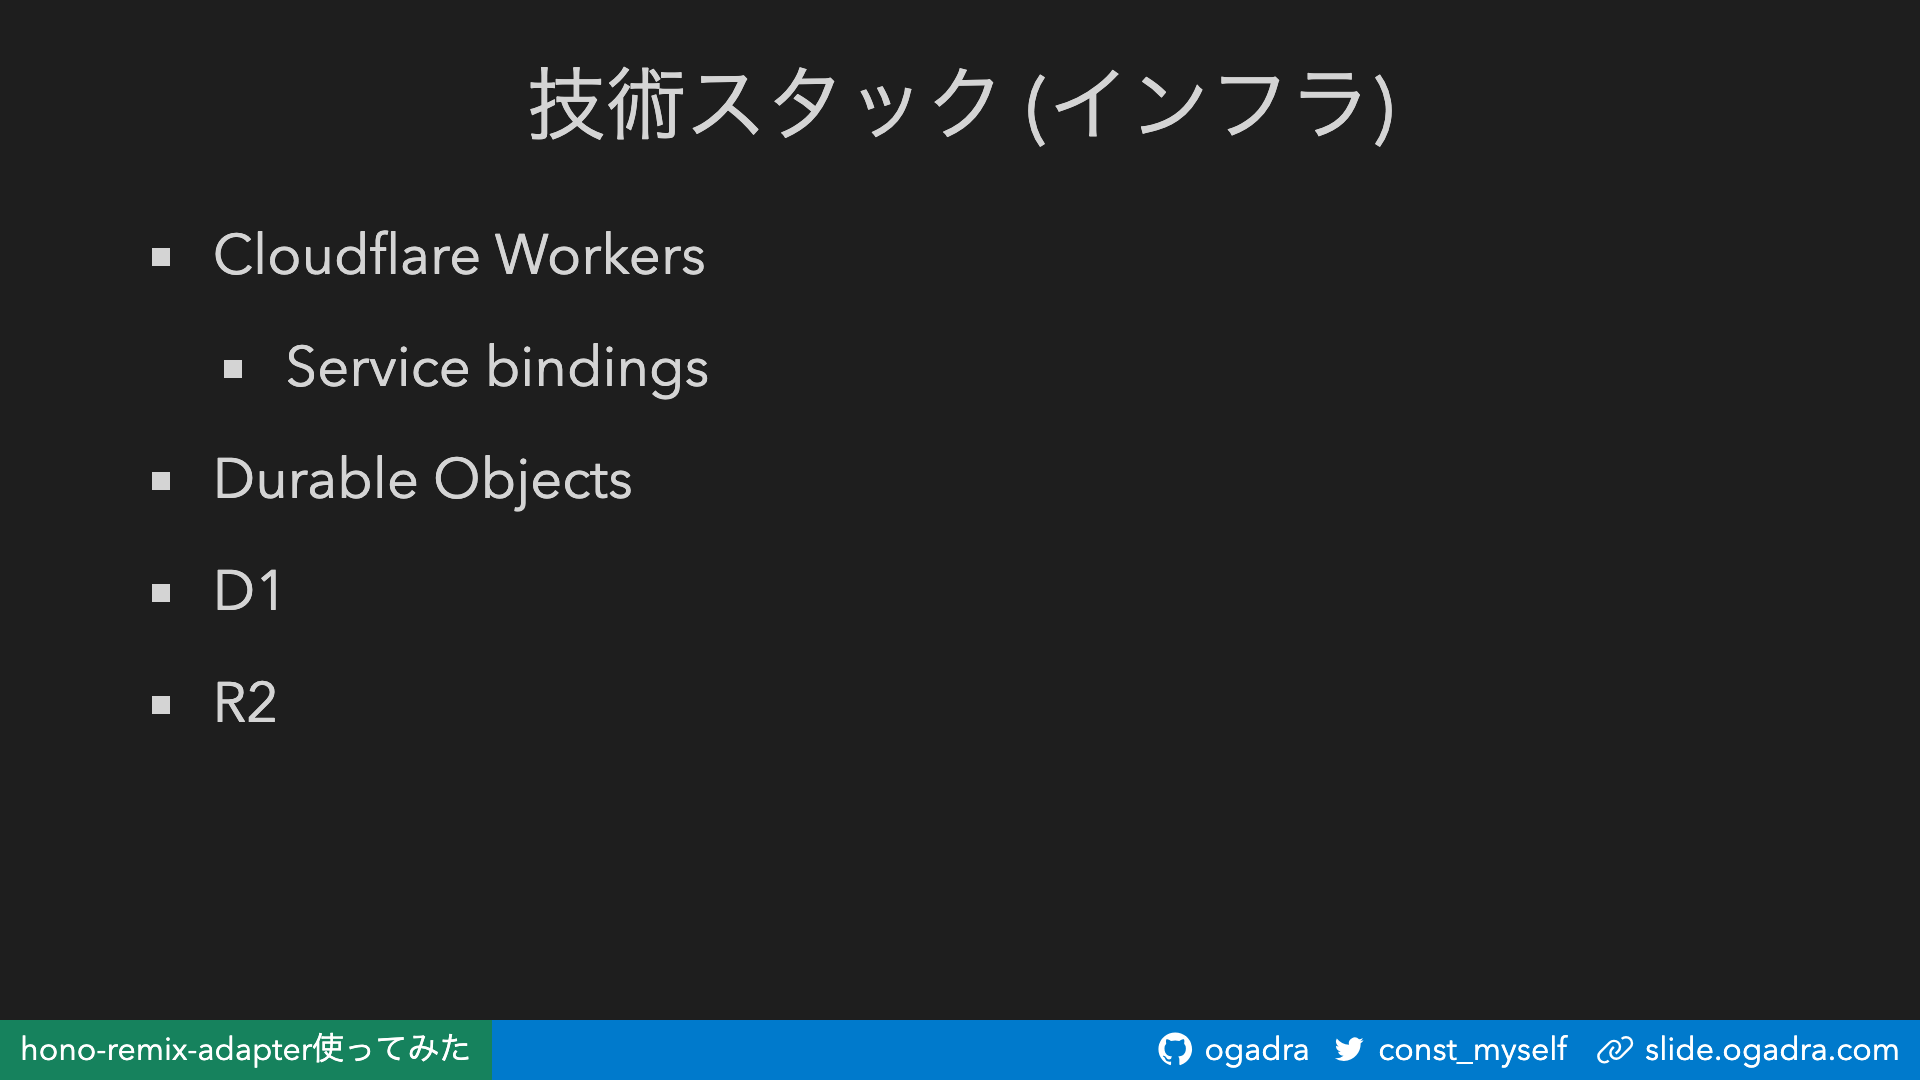 技術スタック (インフラ)
Cloudflare Workers
Service bindings
Durable Objects
D1
R2
hono-remix-adapter使ってみた
ogadra const_myself slide.ogadra.com